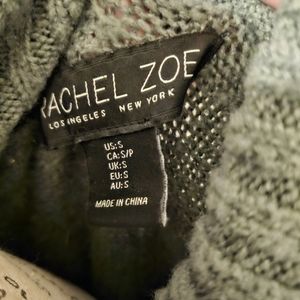 RACHEL ZOE
LOS ANGELES NEW YORK
US:S
CA:S/P
UK:S
EU:S
AU:S
MADE IN CHINA